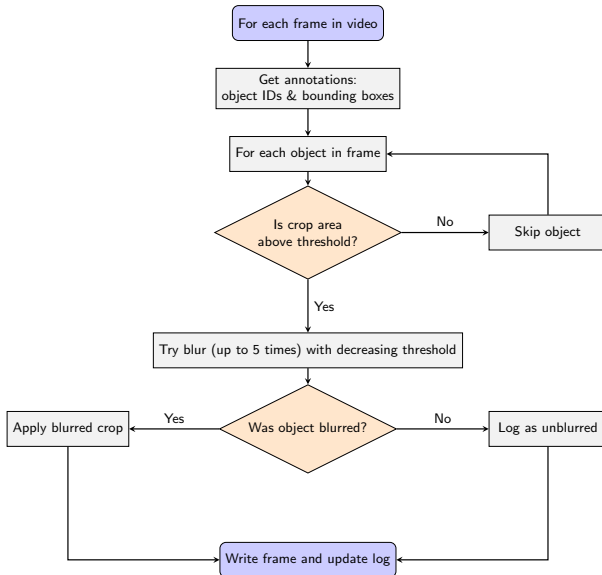 For each frame in video
Get annotations:
object IDs & bounding boxes
For each object in frame
Is crop area
above threshold?
No
Skip object
Yes
Try blur (up to 5 times) with decreasing threshold
Apply blurred crop
Yes
Was object blurred?
No
Log as unblurred
Write frame and update log